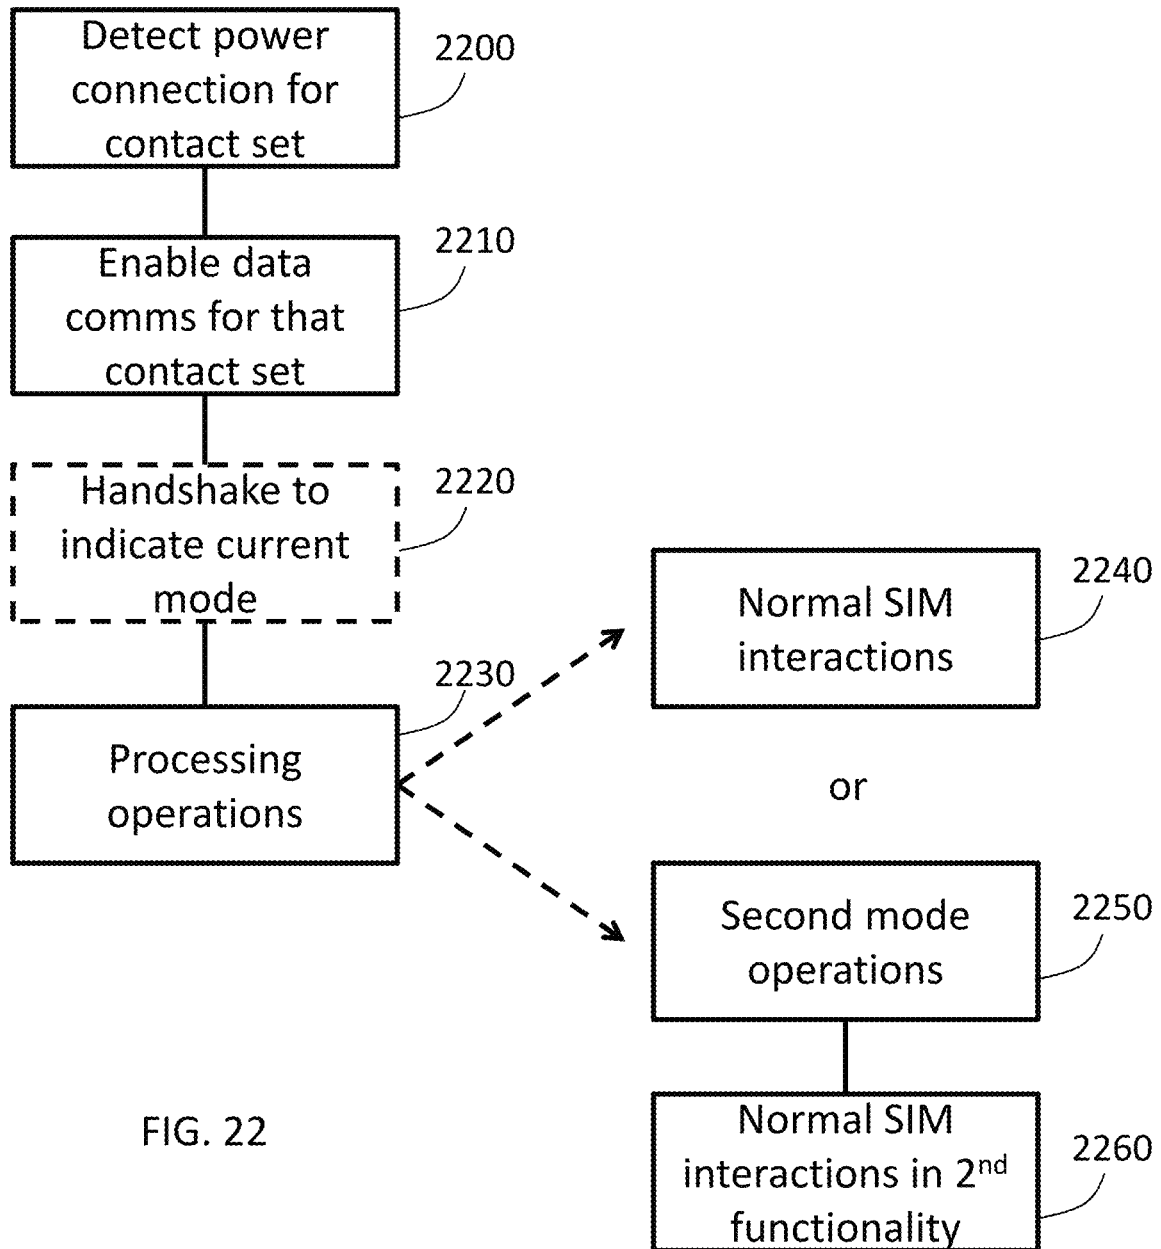 Detect power
connection for
contact set
2200
Enable data
comms for that
contact set
2210
Handshake to
indicate current
mode
2220
Processing
operations
2230
Normal SIM
interactions
2240
or
Second mode
operations
2250
Normal SIM
interactions in 2nd
functionality
2260
FIG. 22